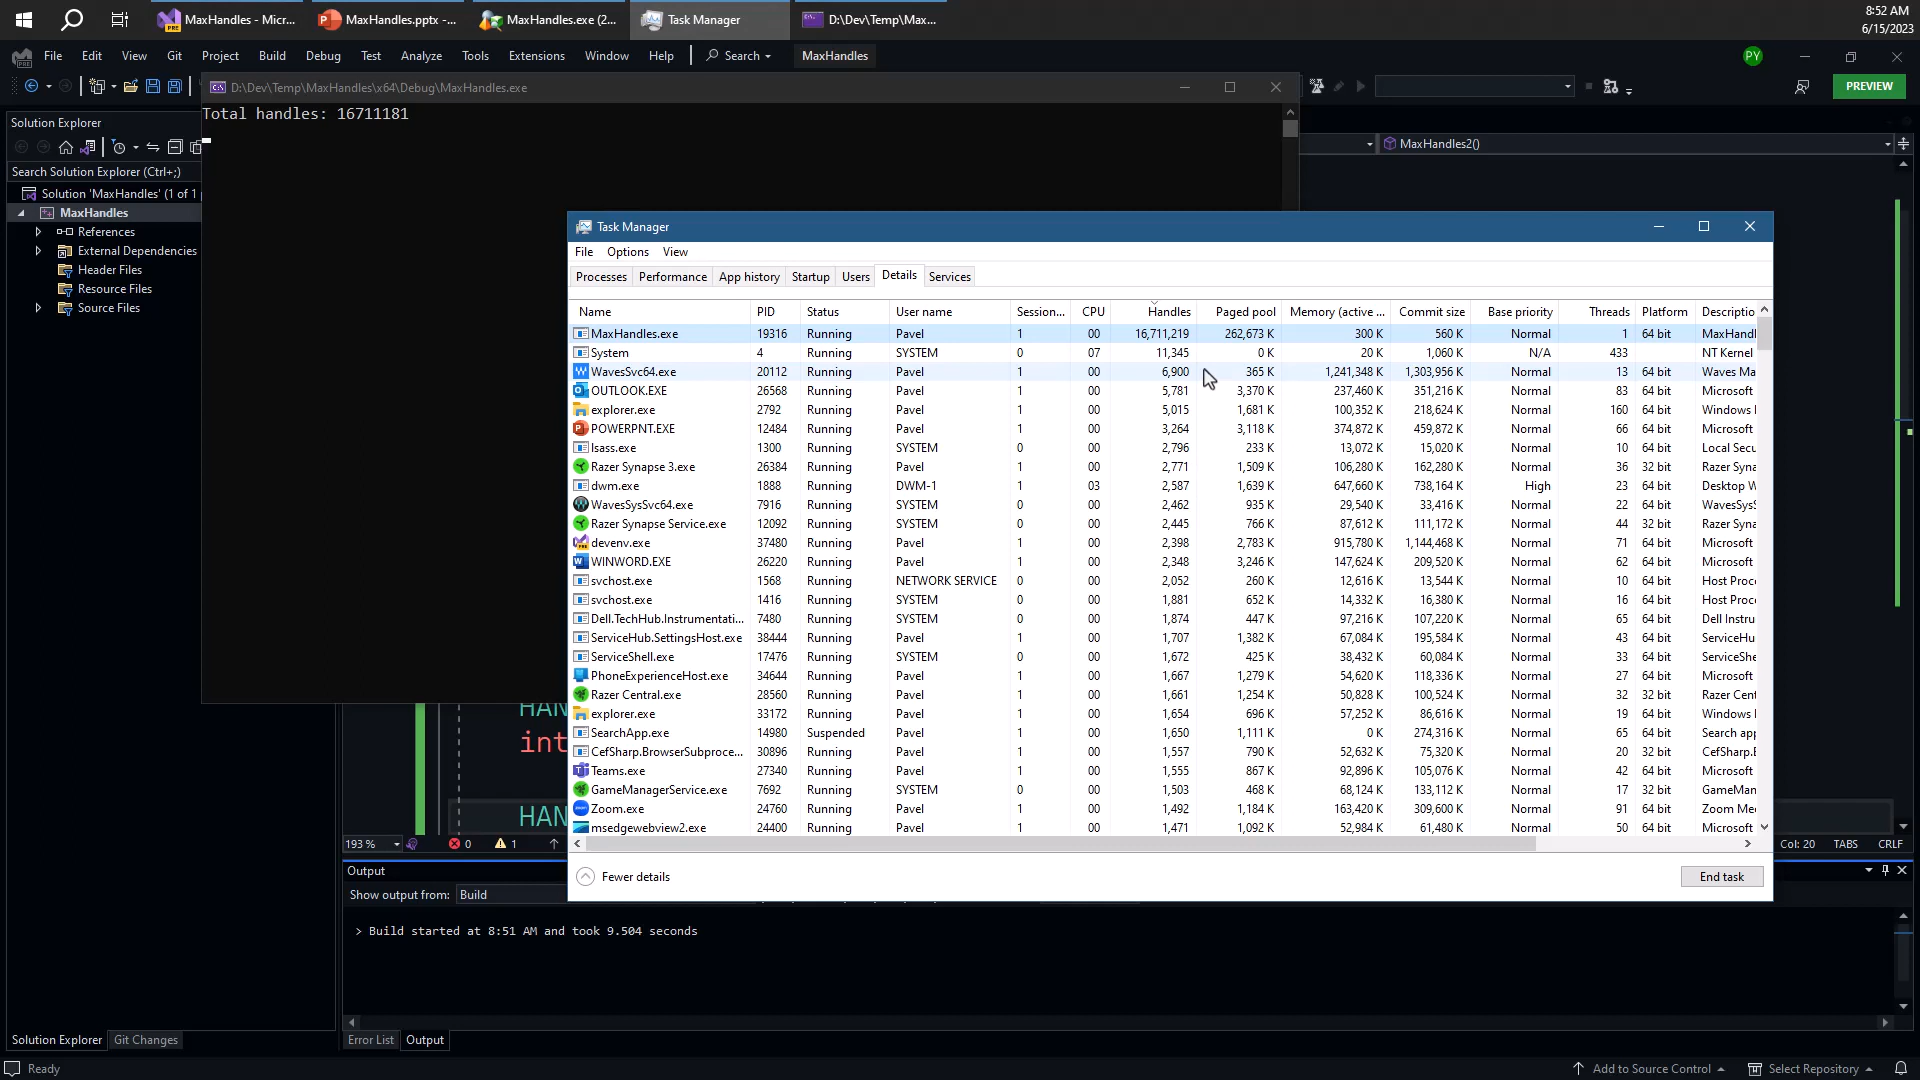 MaxHandles - Micr...
MaxHandles.pptx -...
MaxHandles.exe (2...
Task Manager
D:\Dev\Temp\Max...
8:52 AM
6/15/2023
File Edit View Git Project Build Debug Test Analyze Tools Extensions Window Help Search MaxHandles PY
D:\Dev\Temp\MaxHandles\x64\Debug\MaxHandles.exe
PREVIEW
Total handles: 16711181
Solution Explorer
MaxHandles2()
Search Solution Explorer (Ctrl+;)
Solution 'MaxHandles' (1 of 1
MaxHandles
References
External Dependencies
Header Files
Resource Files
Source Files
Task Manager
File Options View
Processes Performance App history Startup Users Details Services
Name PID Status User name Session... CPU Handles Paged pool Memory (active ... Commit size Base priority Threads Platform Descriptio
MaxHandles.exe 19316 Running Pavel 1 00 16,711,219 262,673 K 300 K 560 K Normal 1 64 bit MaxHandl
System 4 Running SYSTEM 0 07 11,345 0 K 20 K 1,060 K N/A 433 NT Kernel
WavesSvc64.exe 20112 Running Pavel 1 00 6,900 365 K 1,241,348 K 1,303,956 K Normal 13 64 bit Waves Ma
OUTLOOK.EXE 26568 Running Pavel 1 00 5,781 3,370 K 237,460 K 351,216 K Normal 83 64 bit Microsoft
explorer.exe 2792 Running Pavel 1 00 5,015 1,681 K 100,352 K 218,624 K Normal 160 64 bit Windows
POWERPNT.EXE 12484 Running Pavel 1 00 3,264 3,118 K 374,872 K 459,872 K Normal 66 64 bit Microsoft
lsass.exe 1300 Running SYSTEM 0 00 2,796 233 K 13,072 K 15,020 K Normal 10 64 bit Local Secu
Razer Synapse 3.exe 26384 Running Pavel 1 00 2,771 1,509 K 106,280 K 162,280 K Normal 36 32 bit Razer Syna
dwm.exe 1888 Running DWM-1 1 03 2,587 1,639 K 647,660 K 738,164 K High 23 64 bit Desktop W
WavesSysSvc64.exe 7916 Running SYSTEM 0 00 2,462 935 K 29,540 K 33,416 K Normal 22 64 bit WavesSysS
Razer Synapse Service.exe 12092 Running SYSTEM 0 00 2,445 766 K 87,612 K 111,172 K Normal 44 32 bit Razer Syna
devenv.exe 37480 Running Pavel 1 00 2,398 2,783 K 915,780 K 1,144,468 K Normal 71 64 bit Microsoft
WINWORD.EXE 26220 Running Pavel 1 00 2,348 3,246 K 147,624 K 209,520 K Normal 62 64 bit Microsoft
svchost.exe 1568 Running NETWORK SERVICE 0 00 2,052 260 K 12,616 K 13,544 K Normal 10 64 bit Host Proc
svchost.exe 1416 Running SYSTEM 0 00 1,881 652 K 14,332 K 16,380 K Normal 16 64 bit Host Proc
Dell.TechHub.Instrumentati... 7480 Running SYSTEM 0 00 1,874 447 K 97,216 K 107,220 K Normal 65 64 bit Dell Instru
ServiceHub.SettingsHost.exe 38444 Running Pavel 1 00 1,707 1,382 K 67,084 K 195,584 K Normal 43 64 bit ServiceHu
ServiceShell.exe 17476 Running SYSTEM 0 00 1,672 425 K 38,432 K 60,084 K Normal 33 64 bit ServiceShe
PhoneExperienceHost.exe 34644 Running Pavel 1 00 1,667 1,279 K 54,620 K 118,336 K Normal 27 64 bit Microsoft
Razer Central.exe 28560 Running Pavel 1 00 1,661 1,254 K 50,828 K 100,524 K Normal 32 32 bit Razer Cent
explorer.exe 33172 Running Pavel 1 00 1,654 696 K 57,252 K 86,616 K Normal 19 64 bit Windows
SearchApp.exe 14980 Suspended Pavel 1 00 1,650 1,111 K 0 K 274,316 K Normal 65 64 bit Search app
CefSharp.BrowserSubproce... 30896 Running Pavel 1 00 1,557 790 K 52,632 K 75,320 K Normal 20 32 bit CefSharp.B
Teams.exe 27340 Running Pavel 1 00 1,555 867 K 92,896 K 105,076 K Normal 42 64 bit Microsoft
GameManagerService.exe 7692 Running SYSTEM 0 00 1,503 468 K 68,124 K 133,112 K Normal 17 32 bit GameMan
Zoom.exe 24760 Running Pavel 1 00 1,492 1,184 K 163,420 K 309,600 K Normal 91 64 bit Zoom Mee
msedgewebview2.exe 24400 Running Pavel 1 00 1,471 1,092 K 52,984 K 61,480 K Normal 50 64 bit Microsoft
Fewer details
End task
HAN
int
HAN
193 % 0 1 Col: 20 TABS CRLF
Output
Show output from: Build
> Build started at 8:51 AM and took 9.504 seconds
Solution Explorer Git Changes
Error List Output
Ready
Add to Source Control
Select Repository